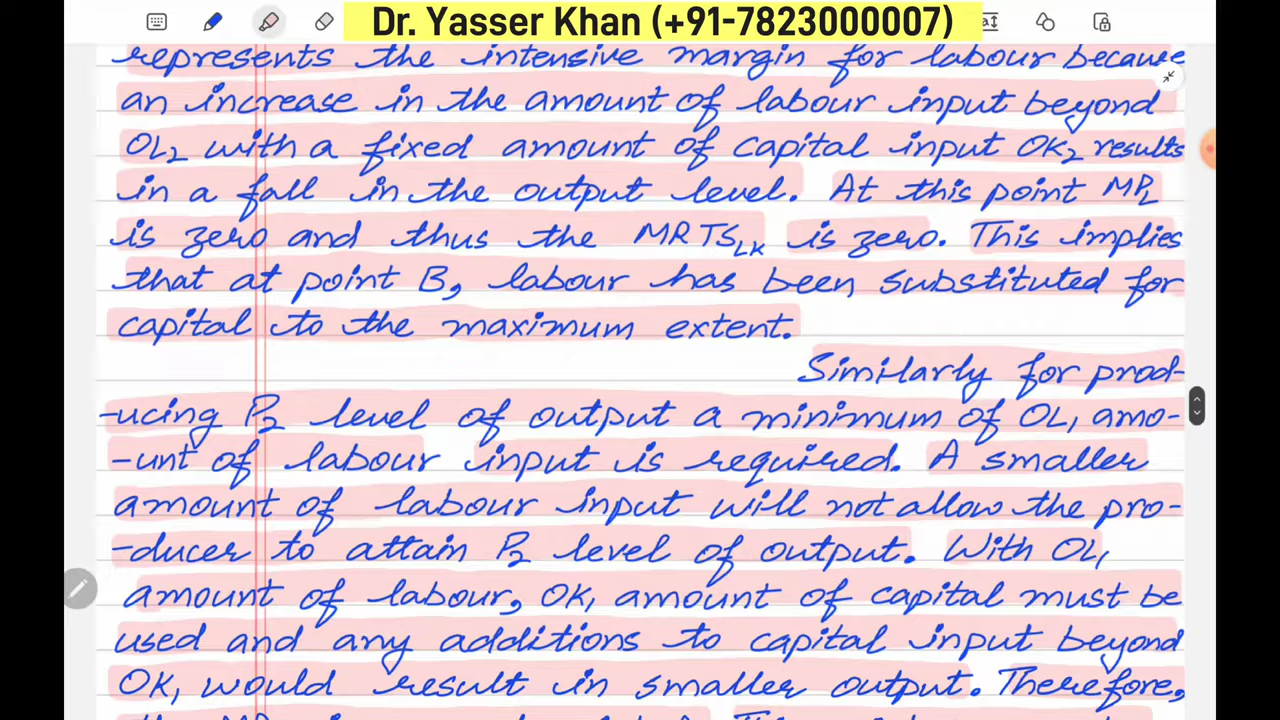 Dr. Yasser Khan (+91-7823000007)
represents the intensive margin for labour because
an increase in the amount of labour input beyond
OL₂ with a fixed amount of capital input OK₂ results
in a fall in the output level. At this point MPL
is zero and thus the MRTSLK is zero. This implies
that at point B, labour has been substituted for
capital to the maximum extent.
Similarly for prod-
-ucing P₂ level of output a minimum of OL₁ amo-
-unt of labour input is required. A smaller
amount of labour input will not allow the pro-
-ducer to attain P₂ level of output. With OL₁
amount of labour, OK₁ amount of capital must be
used and any additions to capital input beyond
OK₁ would result in smaller output. Therefore,